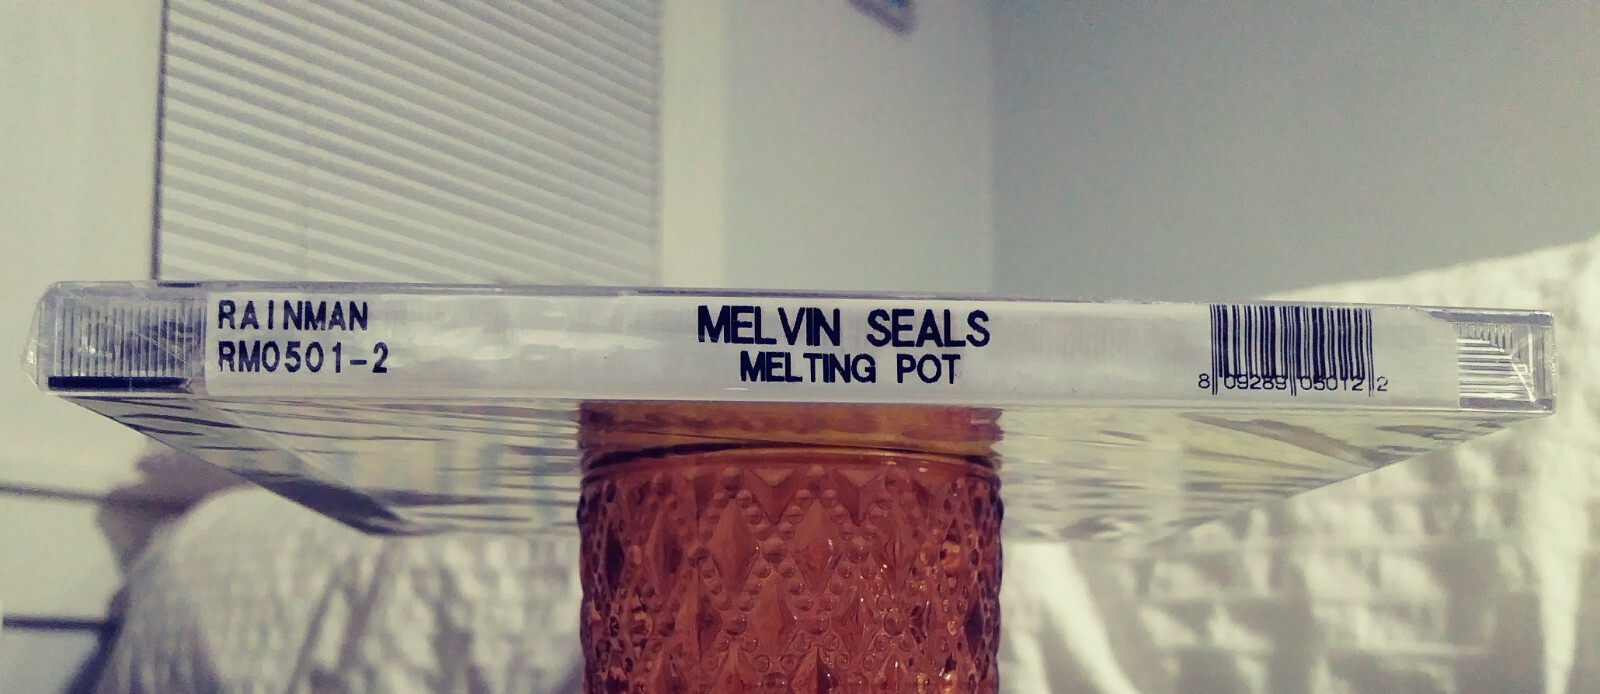 RAINMAN
RM0501-2
MELVIN SEALS
MELTING POT
8 09289 05012 2